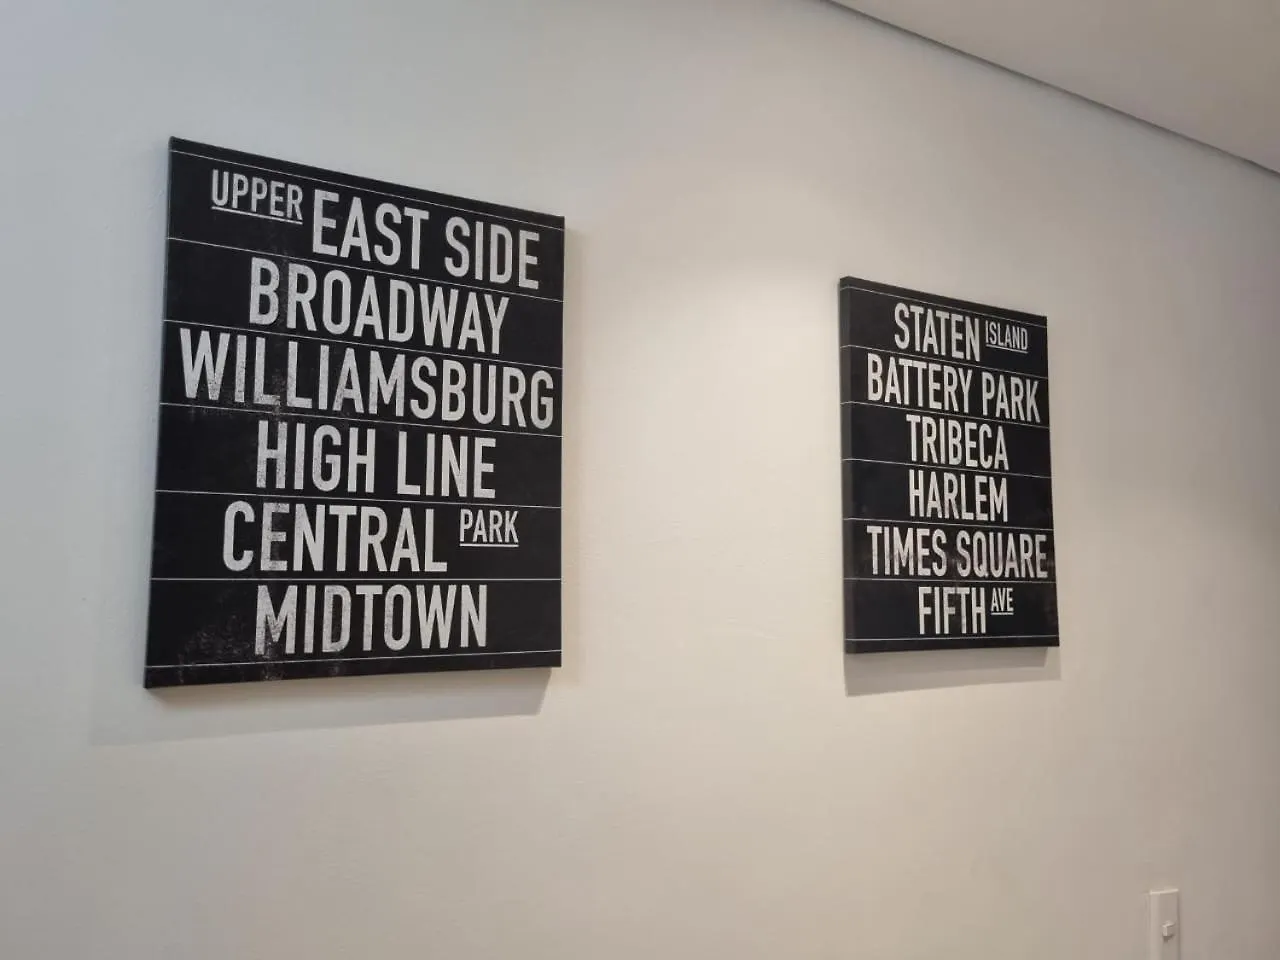 UPPER EAST SIDE
BROADWAY
WILLIAMSBURG
HIGH LINE
CENTRAL PARK
MIDTOWN
STATEN ISLAND
BATTERY PARK
TRIBECA
HARLEM
TIMES SQUARE
FIFTH AVE